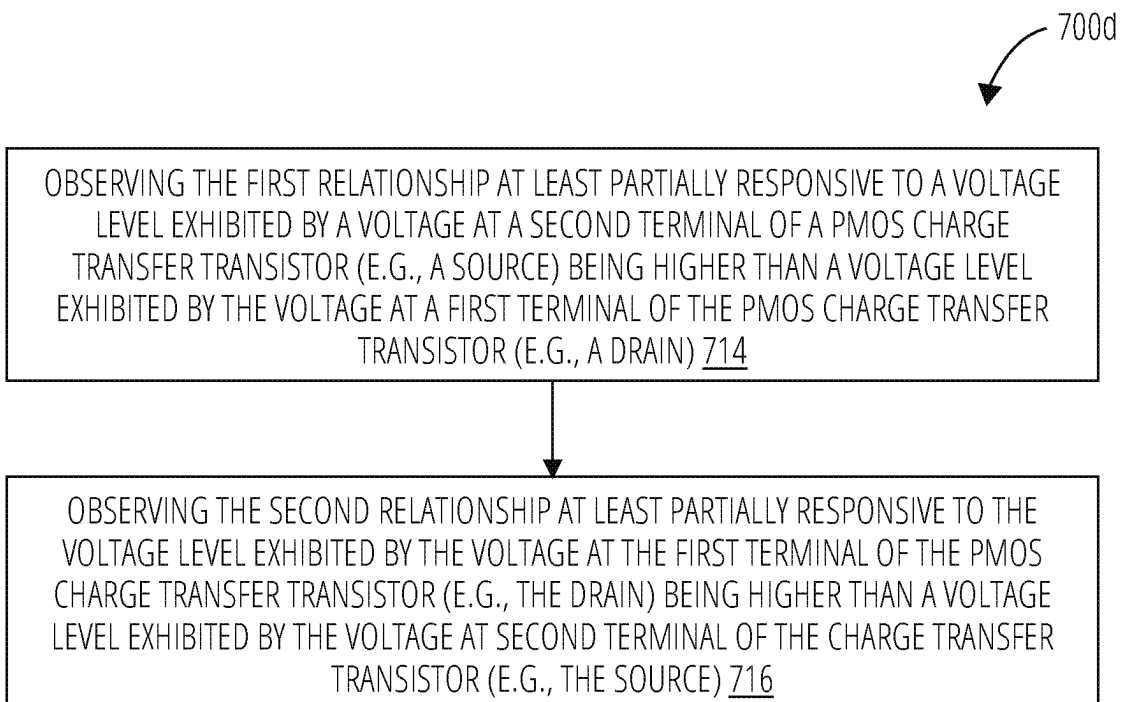 700d
OBSERVING THE FIRST RELATIONSHIP AT LEAST PARTIALLY RESPONSIVE TO A VOLTAGE
LEVEL EXHIBITED BY A VOLTAGE AT A SECOND TERMINAL OF A PMOS CHARGE
TRANSFER TRANSISTOR (E.G., A SOURCE) BEING HIGHER THAN A VOLTAGE LEVEL
EXHIBITED BY THE VOLTAGE AT A FIRST TERMINAL OF THE PMOS CHARGE TRANSFER
TRANSISTOR (E.G., A DRAIN) 714
OBSERVING THE SECOND RELATIONSHIP AT LEAST PARTIALLY RESPONSIVE TO THE
VOLTAGE LEVEL EXHIBITED BY THE VOLTAGE AT THE FIRST TERMINAL OF THE PMOS
CHARGE TRANSFER TRANSISTOR (E.G., THE DRAIN) BEING HIGHER THAN A VOLTAGE
LEVEL EXHIBITED BY THE VOLTAGE AT SECOND TERMINAL OF THE CHARGE TRANSFER
TRANSISTOR (E.G., THE SOURCE) 716